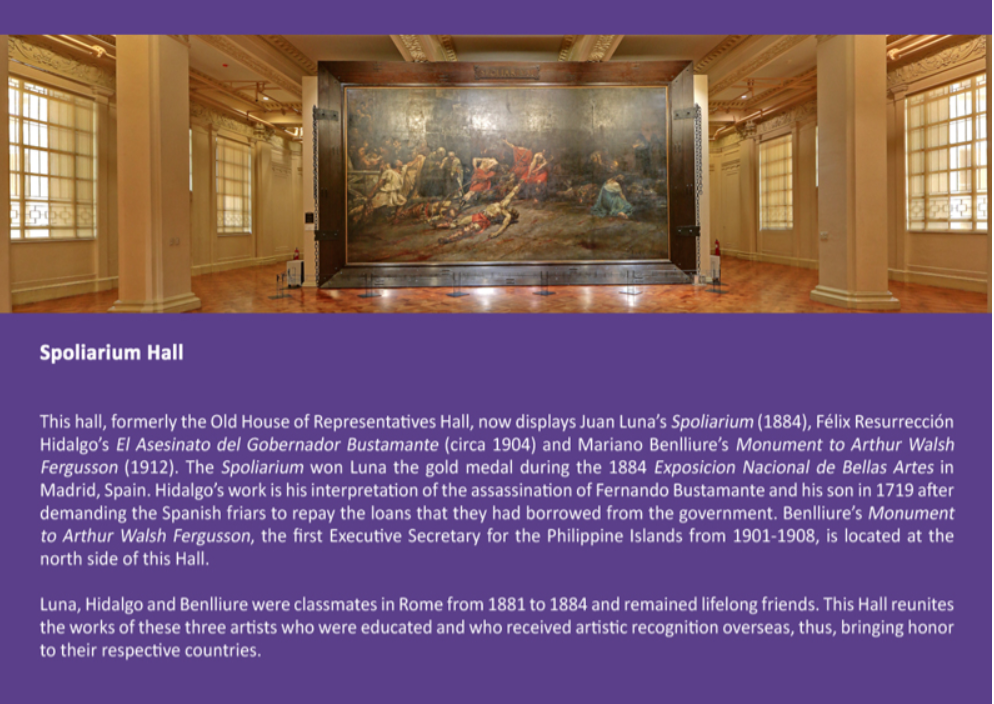 Spoliarium Hall
This hall, formerly the Old House of Representatives Hall, now displays Juan Luna’s Spoliarium (1884), Félix Resurrección
Hidalgo’s El Asesinato del Gobernador Bustamante (circa 1904) and Mariano Benlliure’s Monument to Arthur Walsh
Fergusson (1912). The Spoliarium won Luna the gold medal during the 1884 Exposicion Nacional de Bellas Artes in
Madrid, Spain. Hidalgo’s work is his interpretation of the assassination of Fernando Bustamante and his son in 1719 after
demanding the Spanish friars to repay the loans that they had borrowed from the government. Benlliure’s Monument
to Arthur Walsh Fergusson, the first Executive Secretary for the Philippine Islands from 1901-1908, is located at the
north side of this Hall.
Luna, Hidalgo and Benlliure were classmates in Rome from 1881 to 1884 and remained lifelong friends. This Hall reunites
the works of these three artists who were educated and who received artistic recognition overseas, thus, bringing honor
to their respective countries.